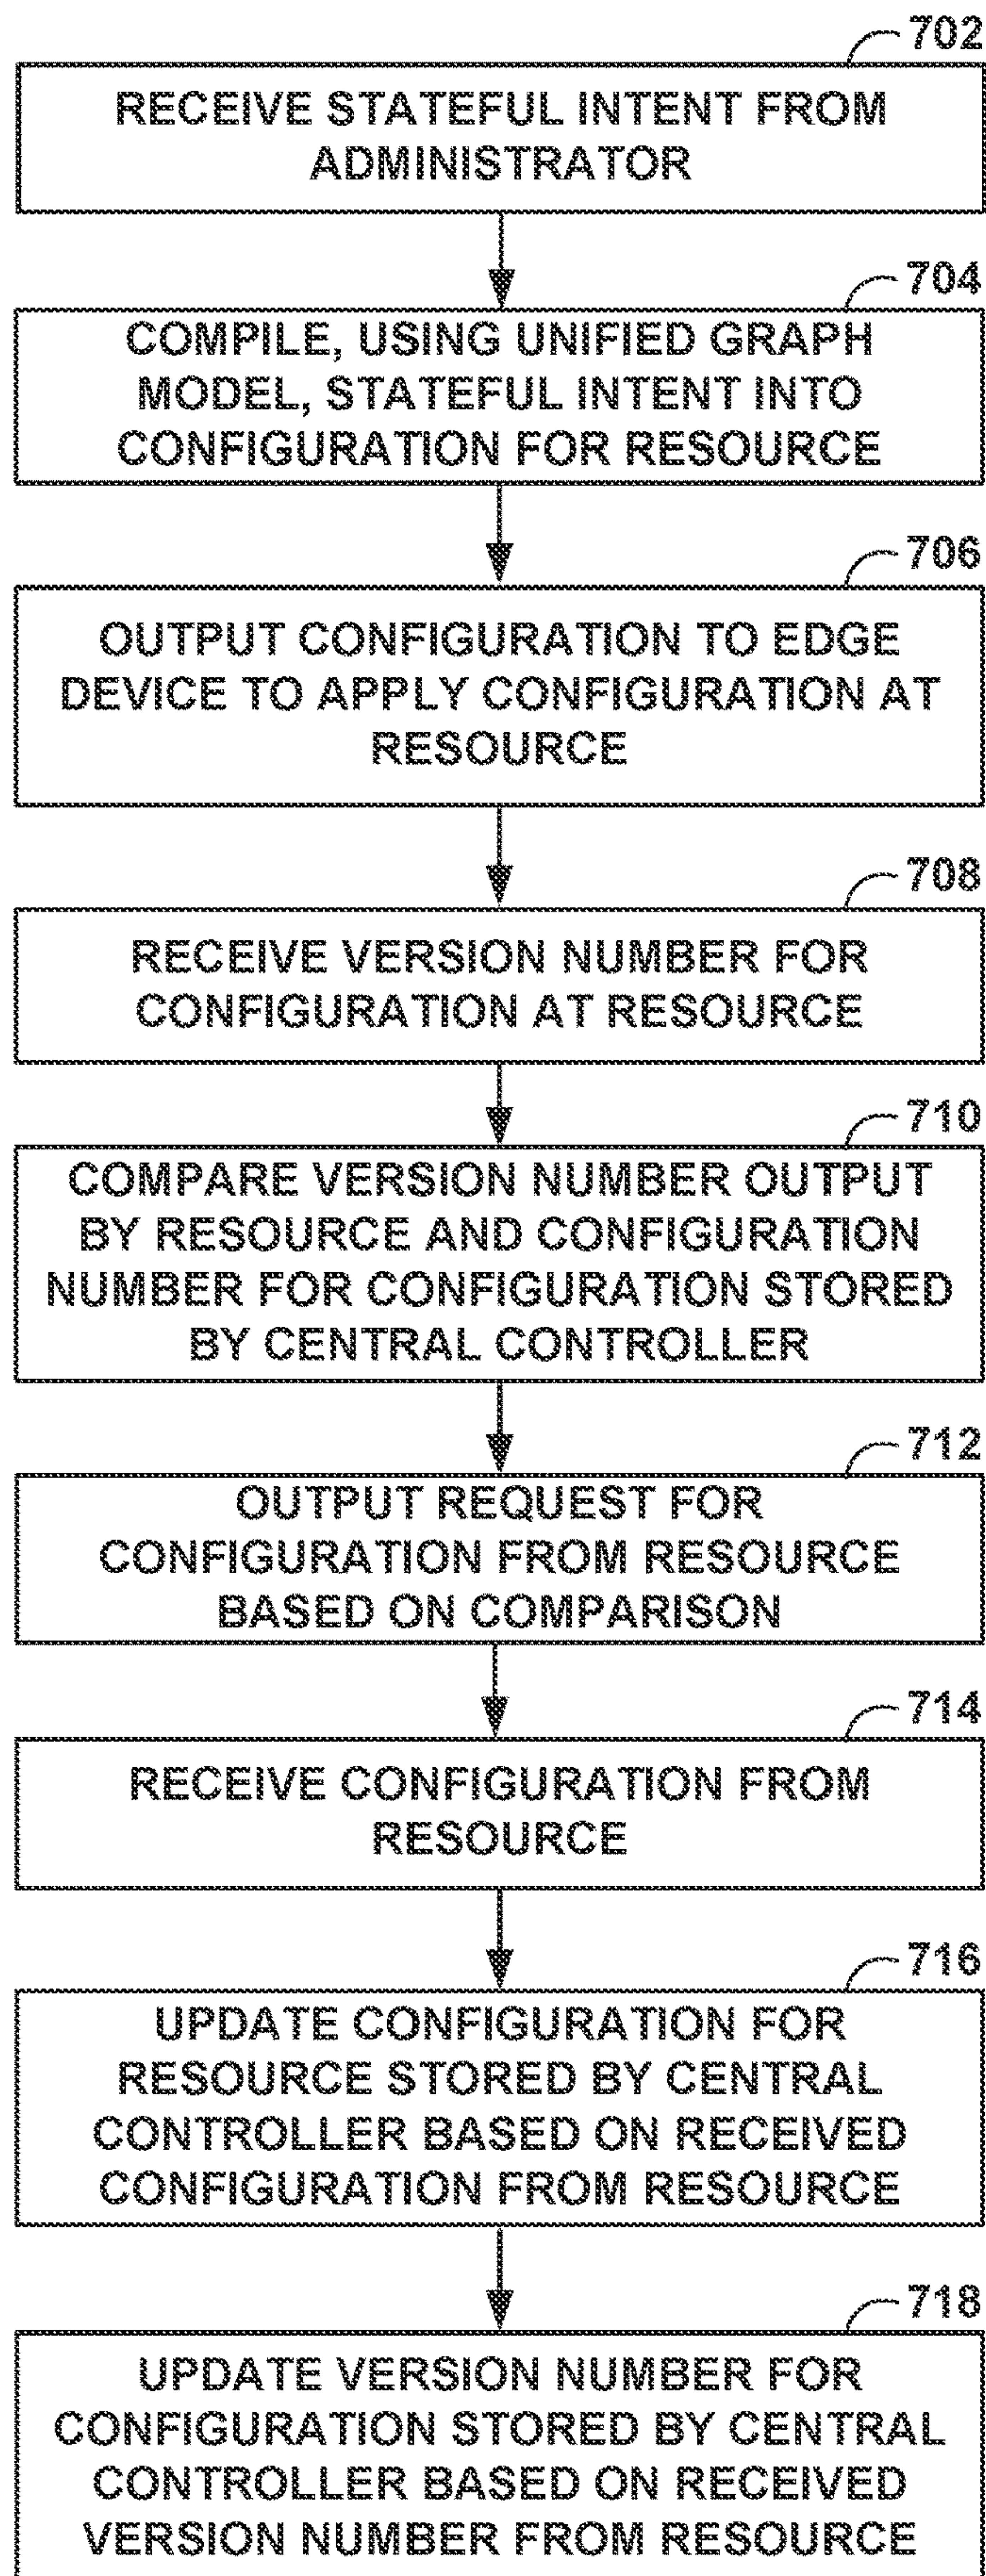 702
RECEIVE STATEFUL INTENT FROM
ADMINISTRATOR
704
COMPILE, USING UNIFIED GRAPH
MODEL, STATEFUL INTENT INTO
CONFIGURATION FOR RESOURCE
706
OUTPUT CONFIGURATION TO EDGE
DEVICE TO APPLY CONFIGURATION AT
RESOURCE
708
RECEIVE VERSION NUMBER FOR
CONFIGURATION AT RESOURCE
710
COMPARE VERSION NUMBER OUTPUT
BY RESOURCE AND CONFIGURATION
NUMBER FOR CONFIGURATION STORED
BY CENTRAL CONTROLLER
712
OUTPUT REQUEST FOR
CONFIGURATION FROM RESOURCE
BASED ON COMPARISON
714
RECEIVE CONFIGURATION FROM
RESOURCE
716
UPDATE CONFIGURATION FOR
RESOURCE STORED BY CENTRAL
CONTROLLER BASED ON RECEIVED
CONFIGURATION FROM RESOURCE
718
UPDATE VERSION NUMBER FOR
CONFIGURATION STORED BY CENTRAL
CONTROLLER BASED ON RECEIVED
VERSION NUMBER FROM RESOURCE